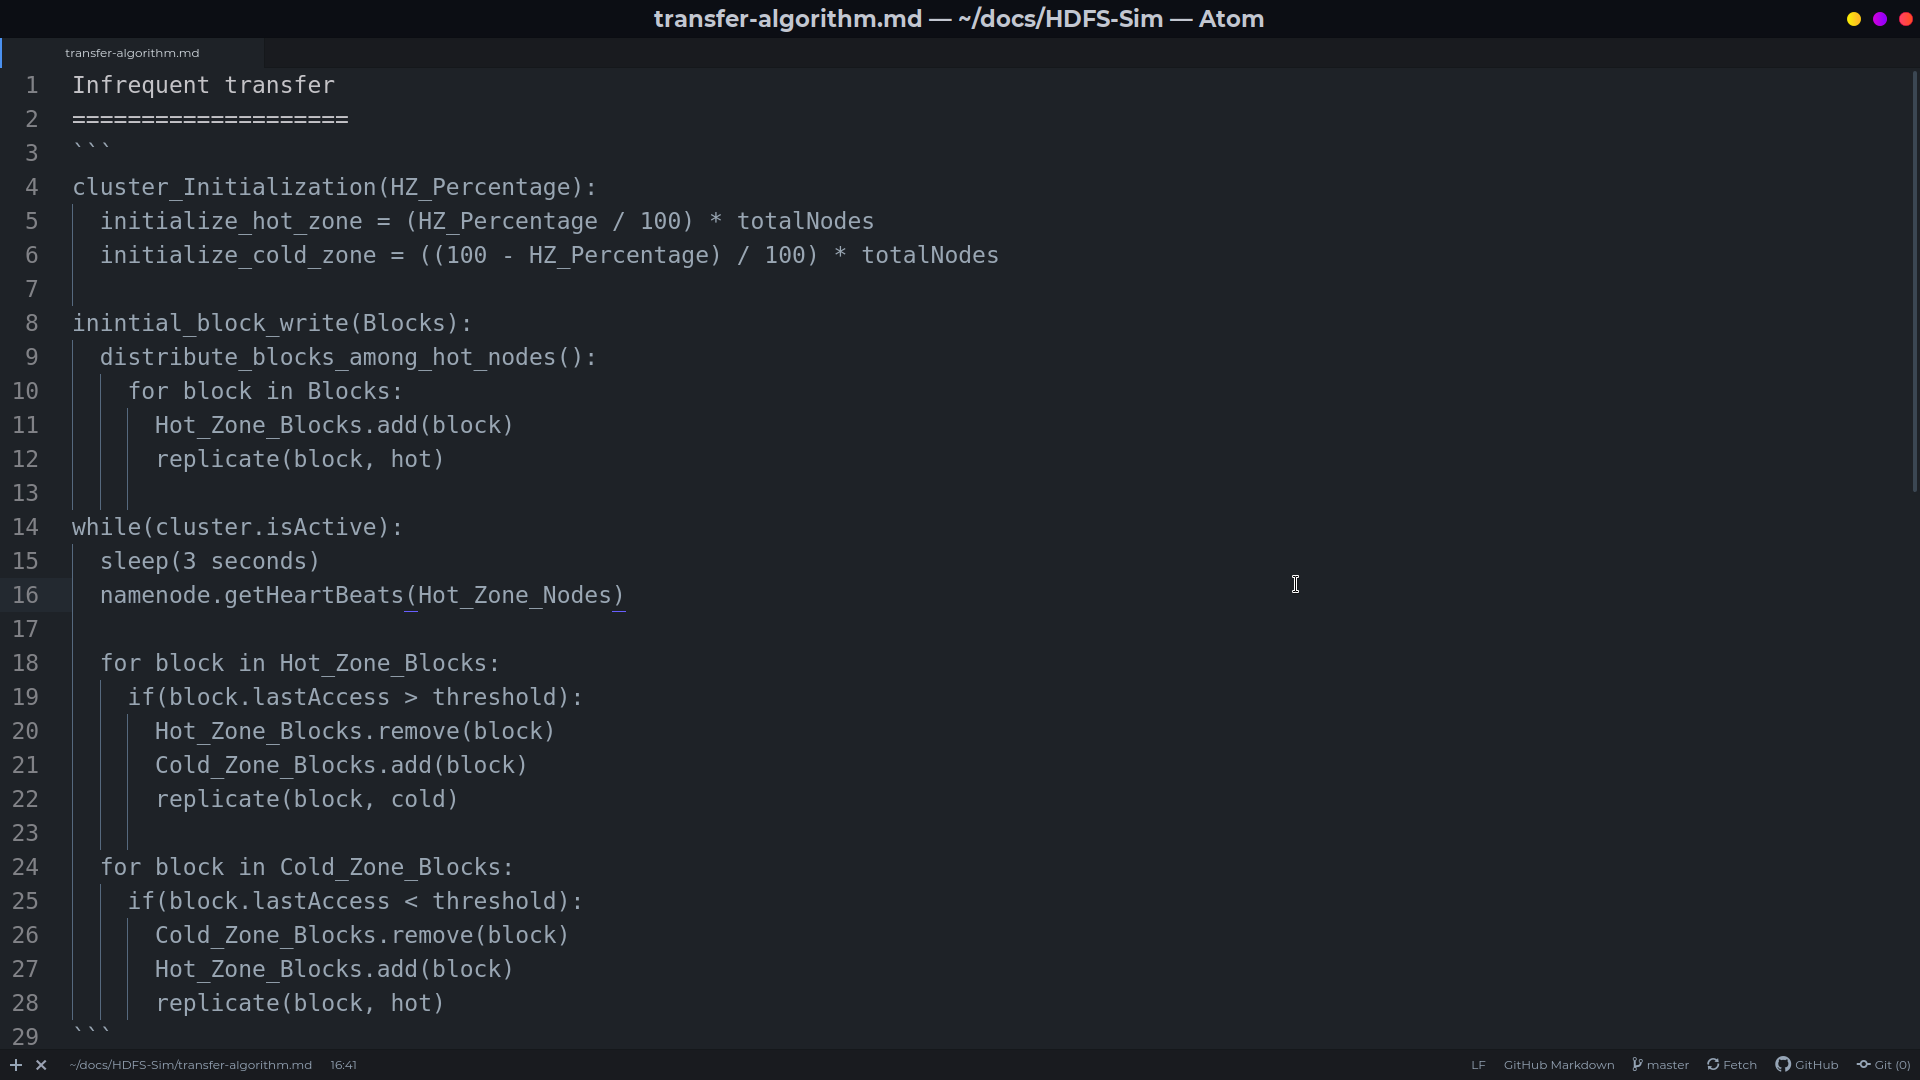 transfer-algorithm.md — ~/docs/HDFS-Sim — Atom
transfer-algorithm.md
1 Infrequent transfer
2 ====================
3 ```
4 cluster_Initialization(HZ_Percentage):
5   initialize_hot_zone = (HZ_Percentage / 100) * totalNodes
6   initialize_cold_zone = ((100 - HZ_Percentage) / 100) * totalNodes
7
8 inintial_block_write(Blocks):
9   distribute_blocks_among_hot_nodes():
10     for block in Blocks:
11       Hot_Zone_Blocks.add(block)
12       replicate(block, hot)
13
14 while(cluster.isActive):
15   sleep(3 seconds)
16   namenode.getHeartBeats(Hot_Zone_Nodes)
17
18   for block in Hot_Zone_Blocks:
19     if(block.lastAccess > threshold):
20       Hot_Zone_Blocks.remove(block)
21       Cold_Zone_Blocks.add(block)
22       replicate(block, cold)
23
24   for block in Cold_Zone_Blocks:
25     if(block.lastAccess < threshold):
26       Cold_Zone_Blocks.remove(block)
27       Hot_Zone_Blocks.add(block)
28       replicate(block, hot)
29 ```
~/docs/HDFS-Sim/transfer-algorithm.md 16:41 LF GitHub Markdown master Fetch GitHub Git (0)